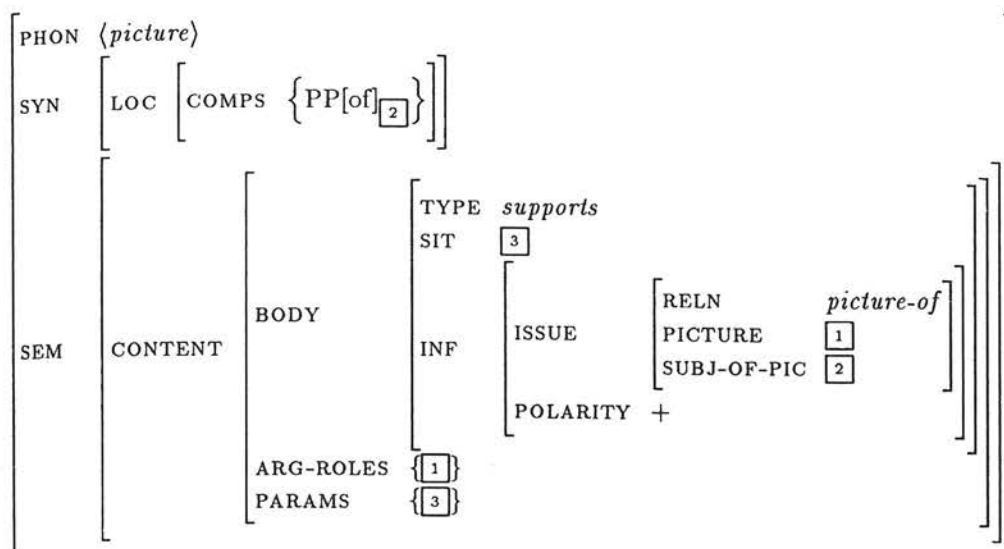 PHON ⟨picture⟩
SYN LOC COMPS {PP[of] 2}
TYPE supports
SIT 3
RELN picture-of
BODY ISSUE PICTURE 1
SEM CONTENT INF SUBJ-OF-PIC 2
POLARITY +
ARG-ROLES {1}
PARAMS {3}